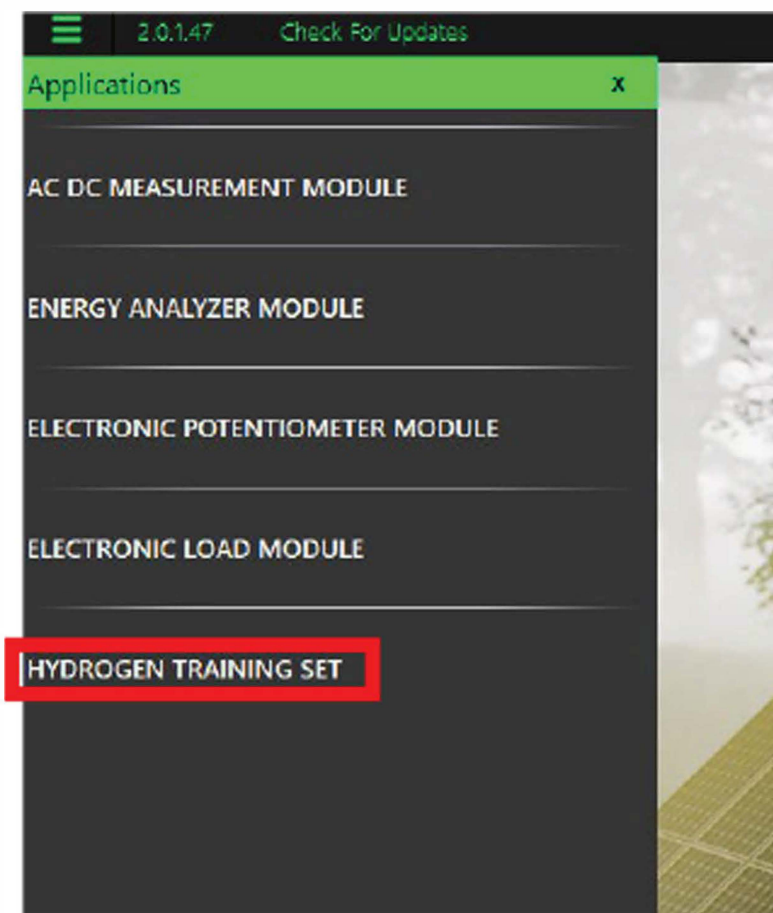 2.0.1.47 Check For Updates
Applications x
AC DC MEASUREMENT MODULE
ENERGY ANALYZER MODULE
ELECTRONIC POTENTIOMETER MODULE
ELECTRONIC LOAD MODULE
HYDROGEN TRAINING SET